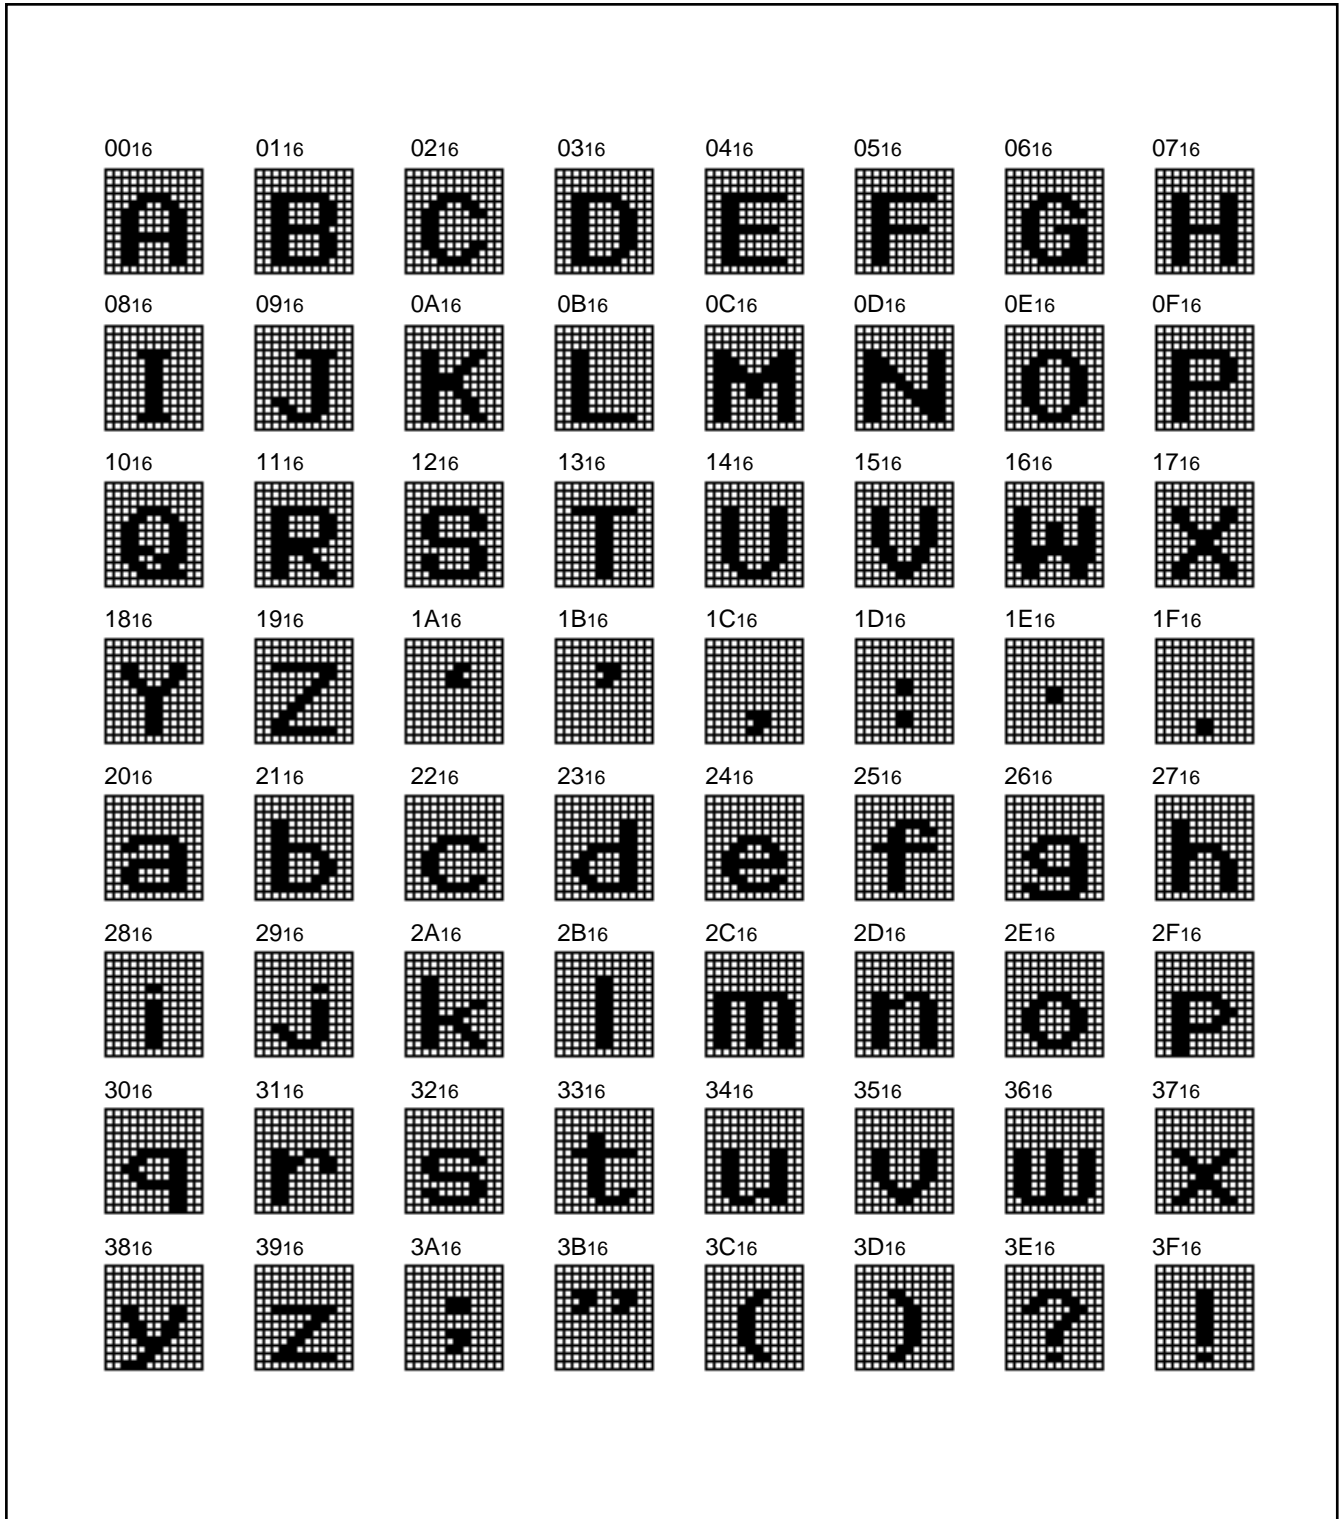 0016 0116 0216 0316 0416 0516 0616 0716
A B C D E F G H
0816 0916 0A16 0B16 0C16 0D16 0E16 0F16
I J K L M N O P
1016 1116 1216 1316 1416 1516 1616 1716
Q R S T U V W X
1816 1916 1A16 1B16 1C16 1D16 1E16 1F16
Y Z ‘ ’ , : · .
2016 2116 2216 2316 2416 2516 2616 2716
a b c d e f g h
2816 2916 2A16 2B16 2C16 2D16 2E16 2F16
i j k l m n o p
3016 3116 3216 3316 3416 3516 3616 3716
q r s t u v w x
3816 3916 3A16 3B16 3C16 3D16 3E16 3F16
y z ; ” ( ) ? !